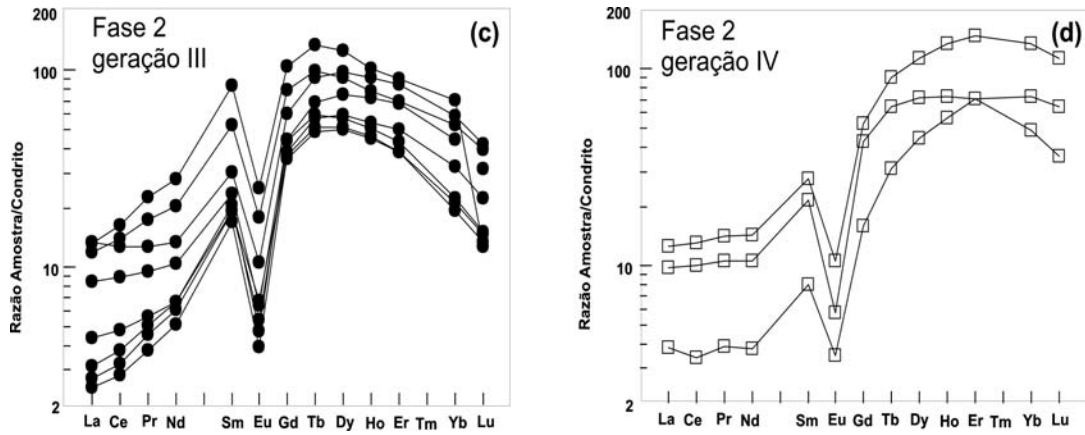 200
Fase 2
geração III
(c)
100
10
2
Razão Amostra/Condrito
La Ce Pr Nd Sm Eu Gd Tb Dy Ho Er Tm Yb Lu
200
Fase 2
geração IV
(d)
100
10
2
Razão Amostra/Condrito
La Ce Pr Nd Sm Eu Gd Tb Dy Ho Er Tm Yb Lu